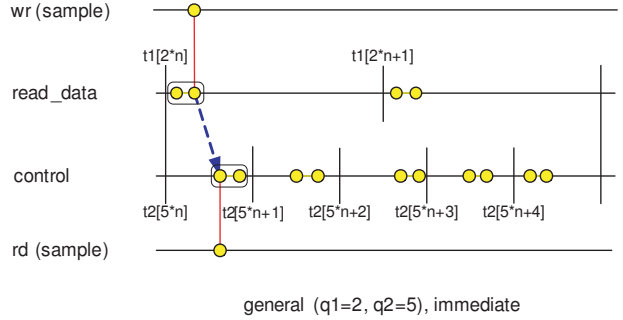 wr (sample)
t1[2*n] t1[2*n+1]
read_data
control
t2[5*n] t2[5*n+1] t2[5*n+2] t2[5*n+3] t2[5*n+4]
rd (sample)
general (q1=2, q2=5), immediate